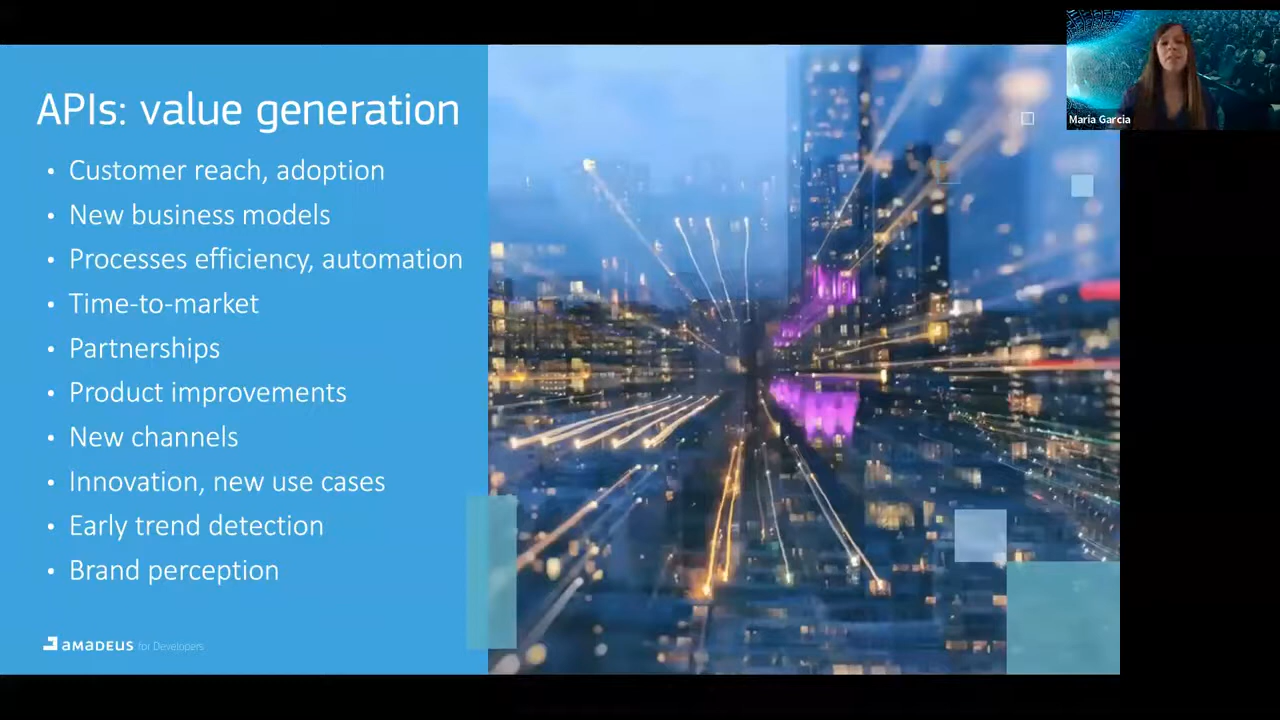 APIs: value generation
• Customer reach, adoption
• New business models
• Processes efficiency, automation
• Time-to-market
• Partnerships
• Product improvements
• New channels
• Innovation, new use cases
• Early trend detection
• Brand perception
amadeus for Developers
Maria Garcia